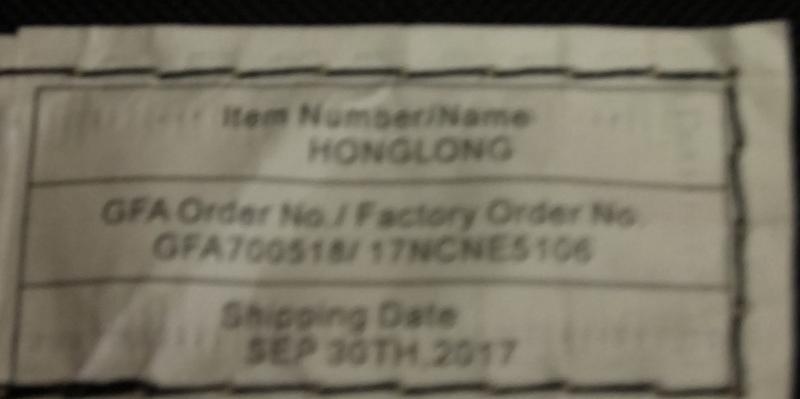 Item Number/Name
HONGLONG
GFA Order No./ Factory Order No.
GFA700518/ 17NCNE5106
Shipping Date
SEP 30TH,2017